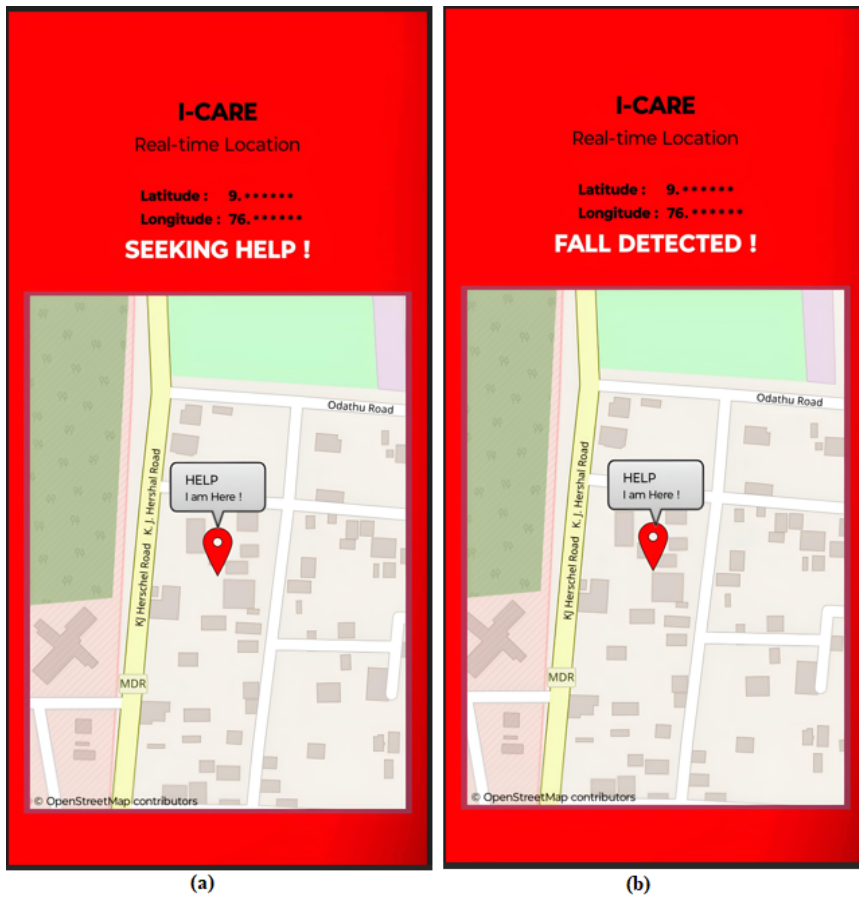 I-CARE
Real-time Location
Latitude : 9.••••••
Longitude : 76.••••••
SEEKING HELP !
Odathu Road
K. J. Hershal Road
KJ Herschel Road
HELP
I am Here !
MDR
© OpenStreetMap contributors
(a)
I-CARE
Real-time Location
Latitude : 9.••••••
Longitude : 76.••••••
FALL DETECTED !
Odathu Road
K. J. Hershal Road
KJ Herschel Road
HELP
I am Here !
MDR
© OpenStreetMap contributors
(b)